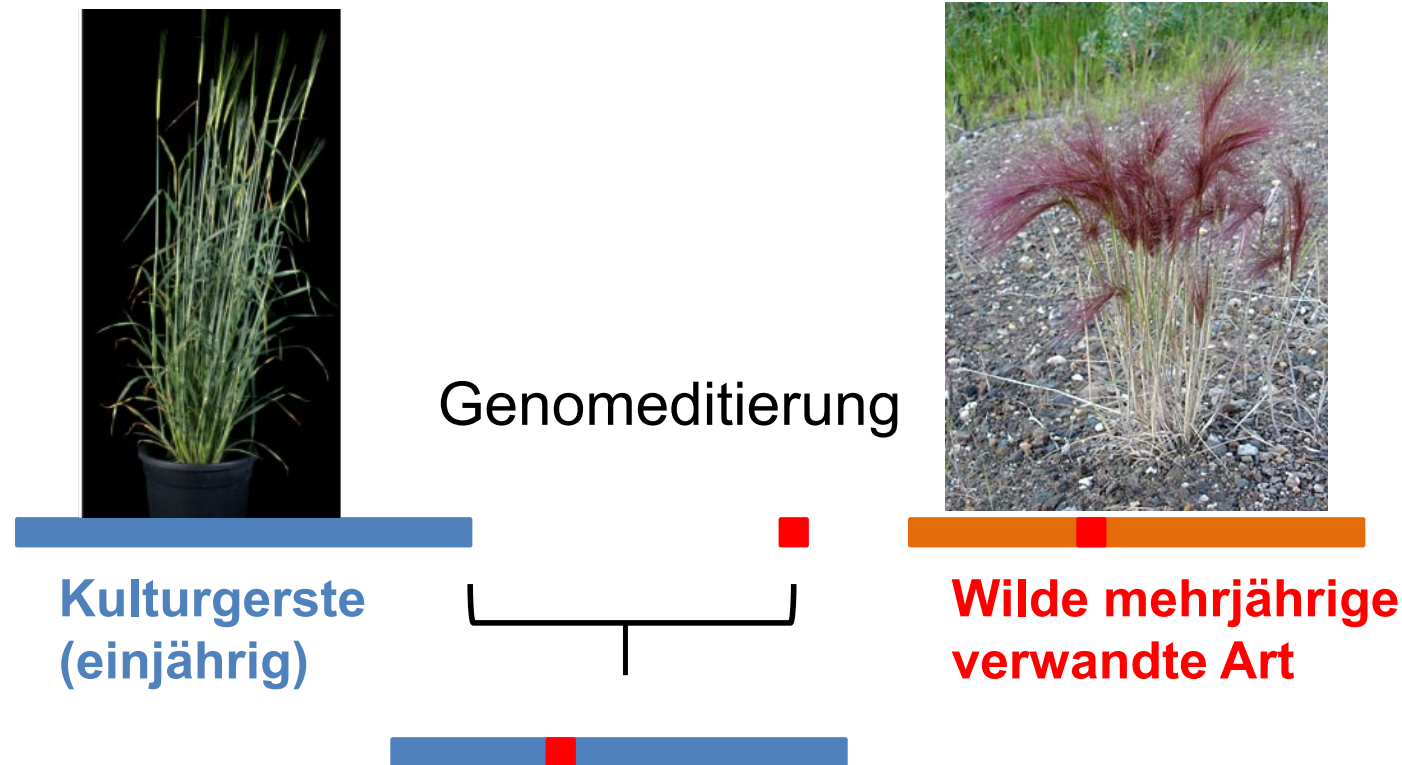 Genomeditierung
Kulturgerste
(einjährig)
Wilde mehrjährige
verwandte Art